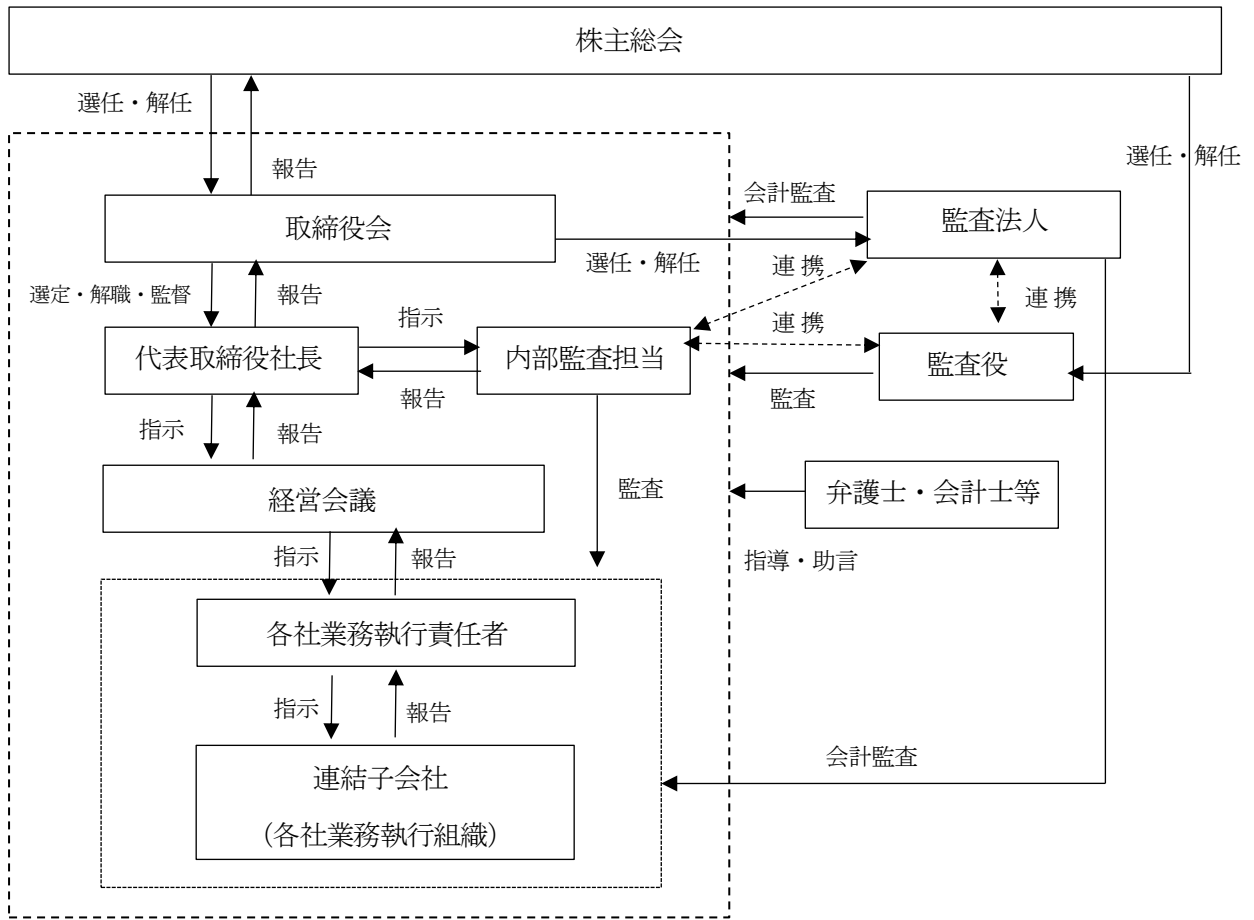 株主総会
選任・解任
報告
選任・解任
取締役会
会計監査
監査法人
選任・解任
連 携
連 携
選定・解職・監督
報告
指示
連 携
代表取締役社長
内部監査担当
監査役
報告
監査
指示
報告
経営会議
監査
弁護士・会計士等
指示
報告
指導・助言
各社業務執行責任者
指示
報告
会計監査
連結子会社
（各社業務執行組織）